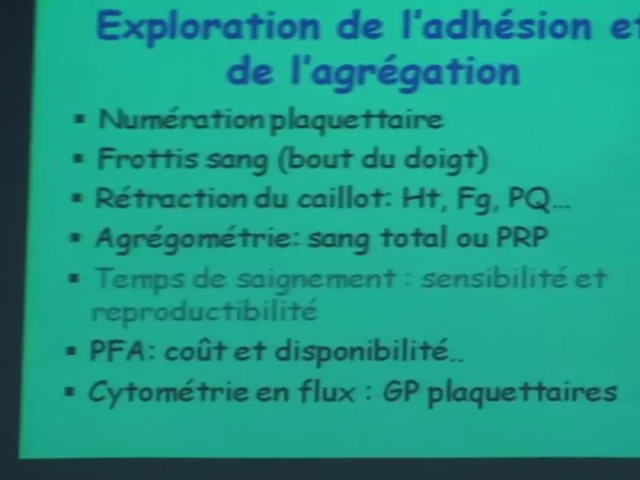 Exploration de l'adhésion et
de l'agrégation
▪ Numération plaquettaire
▪ Frottis sang (bout du doigt)
▪ Rétraction du caillot: Ht, Fg, PQ...
▪ Agrégométrie: sang total ou PRP
▪ Temps de saignement : sensibilité et
reproductibilité
▪ PFA: coût et disponibilité..
▪ Cytométrie en flux : GP plaquettaires